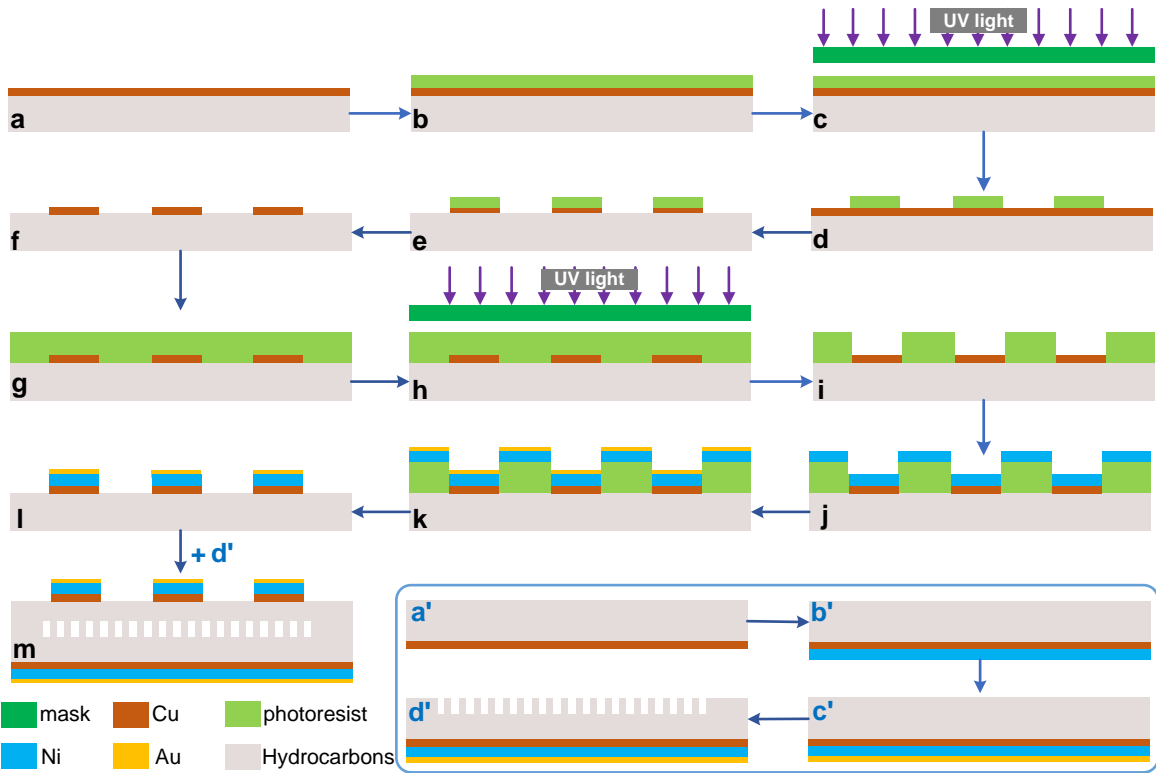 UV light
a
b
c
f
e
d
UV light
g
h
i
l
k
j
+ d'
m
a'
b'
d'
c'
mask
Cu
photoresist
Ni
Au
Hydrocarbons